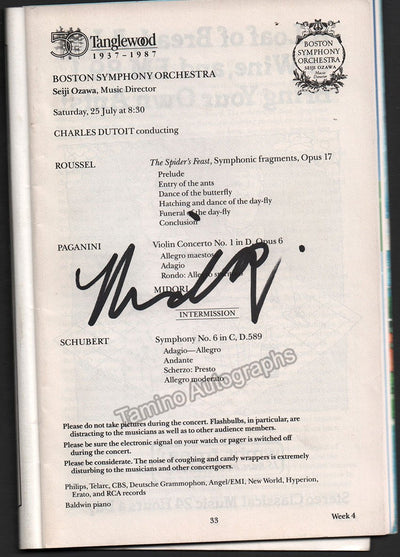 50 Tanglewood
1937-1987
BOSTON
SYMPHONY
ORCHESTRA
SEIJI OZAWA
Music
Director
BOSTON SYMPHONY ORCHESTRA
Seiji Ozawa, Music Director
Saturday, 25 July at 8:30
CHARLES DUTOIT conducting
ROUSSEL The Spider's Feast, Symphonic fragments, Opus 17
Prelude
Entry of the ants
Dance of the butterfly
Hatching and dance of the day-fly
Funeral of the day-fly
Conclusion
PAGANINI Violin Concerto No. 1 in D, Opus 6
Allegro maestoso
Adagio
Rondo: Allegro
MIDORI
INTERMISSION
SCHUBERT Symphony No. 6 in C, D.589
Adagio—Allegro
Andante
Scherzo: Presto
Allegro moderato
Tamino Autographs
Please do not take pictures during the concert. Flashbulbs, in particular, are
distracting to the musicians as well as to other audience members.
Please be sure the electronic signal on your watch or pager is switched off
during the concert.
Please be considerate. The noise of coughing and candy wrappers is extremely
disturbing to the musicians and other concertgoers.
Philips, Telarc, CBS, Deutsche Grammophon, Angel/EMI, New World, Hyperion,
Erato, and RCA records
Baldwin piano
33 Week 4